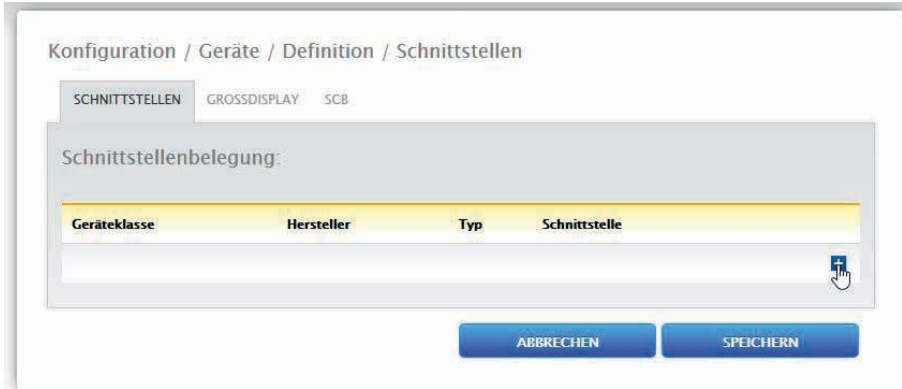 Konfiguration / Geräte / Definition / Schnittstellen
SCHNITTSTELLEN GROSSDISPLAY SCB
Schnittstellenbelegung:
Geräteklasse Hersteller Typ Schnittstelle
+
ABBRECHEN SPEICHERN